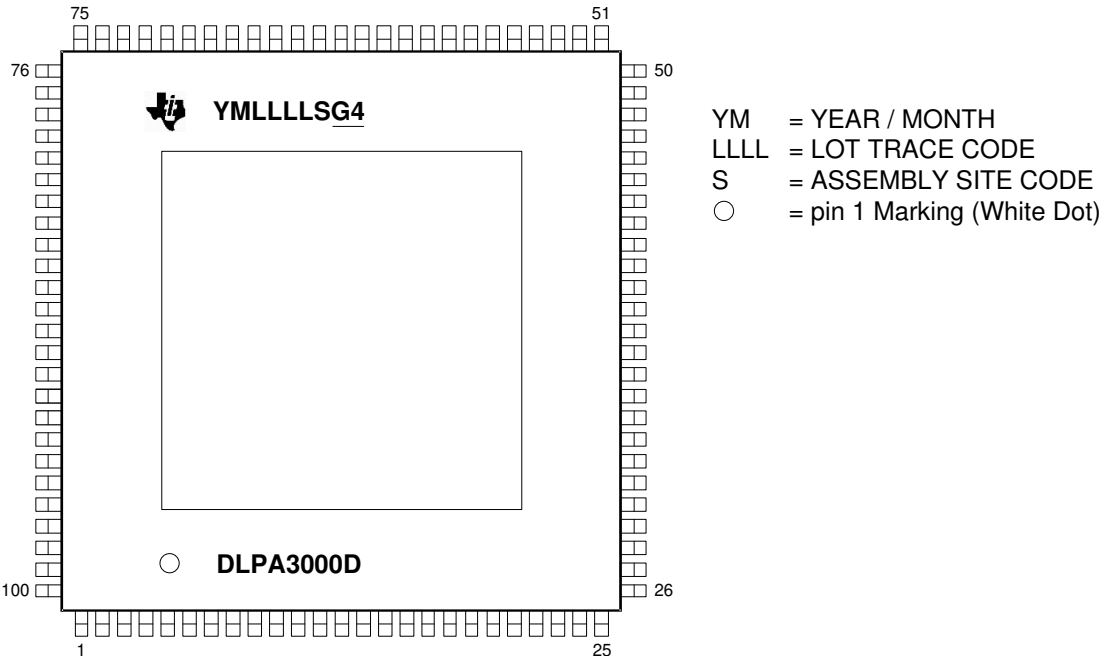 75 51
76 50
YMLLLLSG4
YM = YEAR / MONTH
LLLL = LOT TRACE CODE
S = ASSEMBLY SITE CODE
○ = pin 1 Marking (White Dot)
DLPA3000D
100 26
1 25